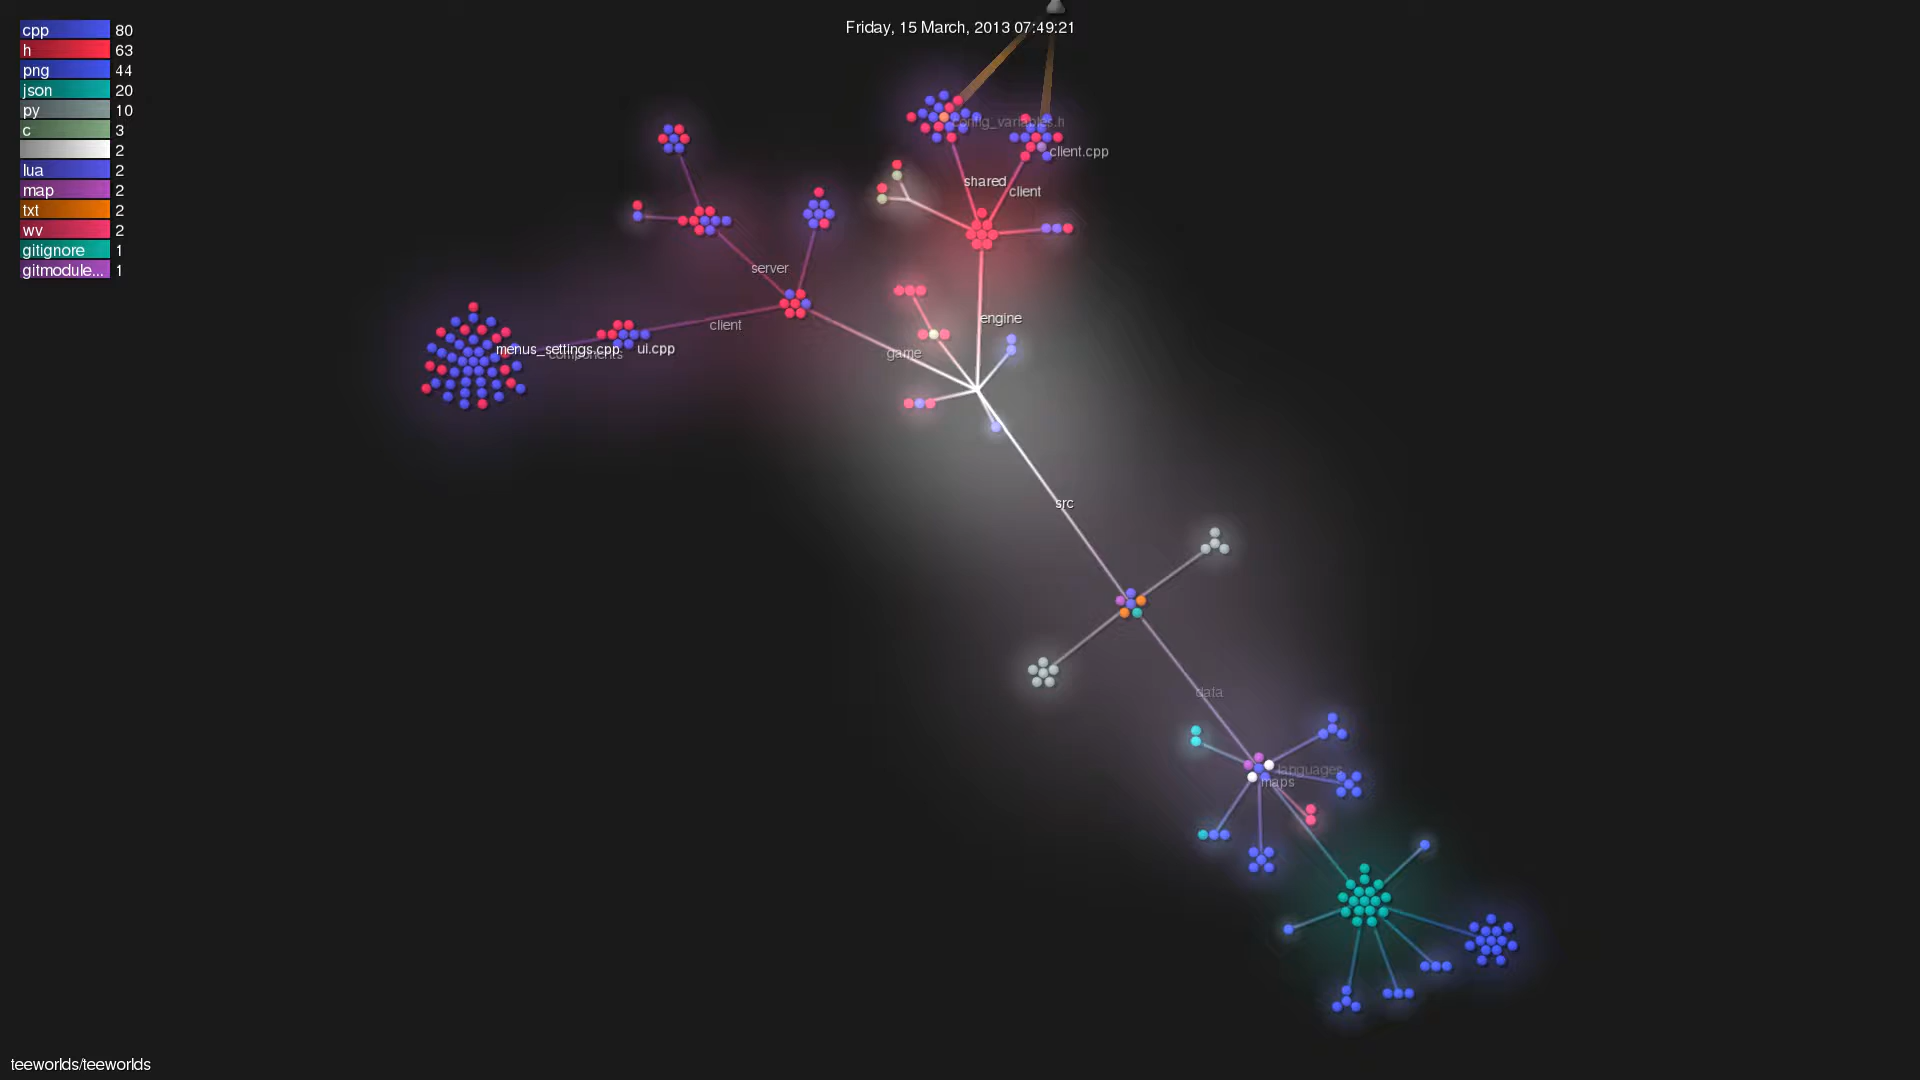 Friday, 15 March, 2013 07:49:21
cpp 80
h 63
png 44
json 20
py 10
c 3
2
lua 2
map 2
txt 2
wv 2
gitignore 1
gitmodule... 1
config_variables.h
client.cpp
shared
client
server
engine
client
menus_settings.cpp
components
ui.cpp
game
src
data
languages
maps
teeworlds/teeworlds